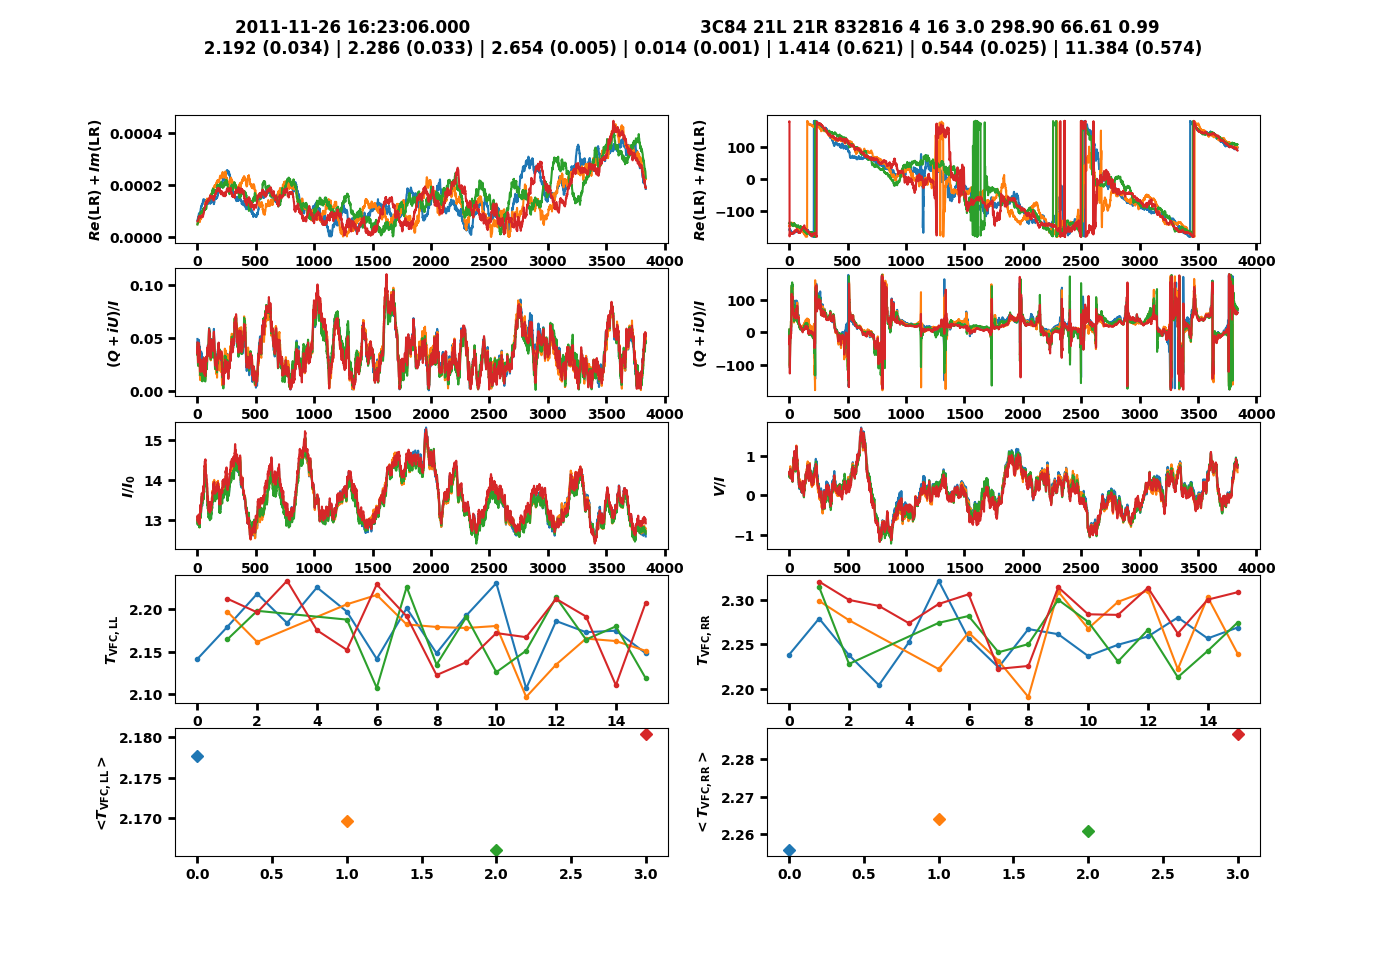 2011-11-26 16:23:06.000 3C84 21L 21R 832816 4 16 3.0 298.90 66.61 0.99
2.192 (0.034) | 2.286 (0.033) | 2.654 (0.005) | 0.014 (0.001) | 1.414 (0.621) | 0.544 (0.025) | 11.384 (0.574)
Re(LR) + Im(LR)
0.0004
0.0002
0.0000
0 500 1000 1500 2000 2500 3000 3500 4000
Re(LR) + Im(LR)
100
0
−100
0 500 1000 1500 2000 2500 3000 3500 4000
(Q + iU)/I
0.10
0.05
0.00
0 500 1000 1500 2000 2500 3000 3500 4000
(Q + iU)/I
100
0
−100
0 500 1000 1500 2000 2500 3000 3500 4000
I/I0
15
14
13
0 500 1000 1500 2000 2500 3000 3500 4000
V/I
1
0
−1
0 500 1000 1500 2000 2500 3000 3500 4000
TVFC, LL
2.20
2.15
2.10
0 2 4 6 8 10 12 14
TVFC, RR
2.30
2.25
2.20
0 2 4 6 8 10 12 14
<TVFC, LL >
2.180
2.175
2.170
0.0 0.5 1.0 1.5 2.0 2.5 3.0
< TVFC, RR >
2.28
2.27
2.26
0.0 0.5 1.0 1.5 2.0 2.5 3.0